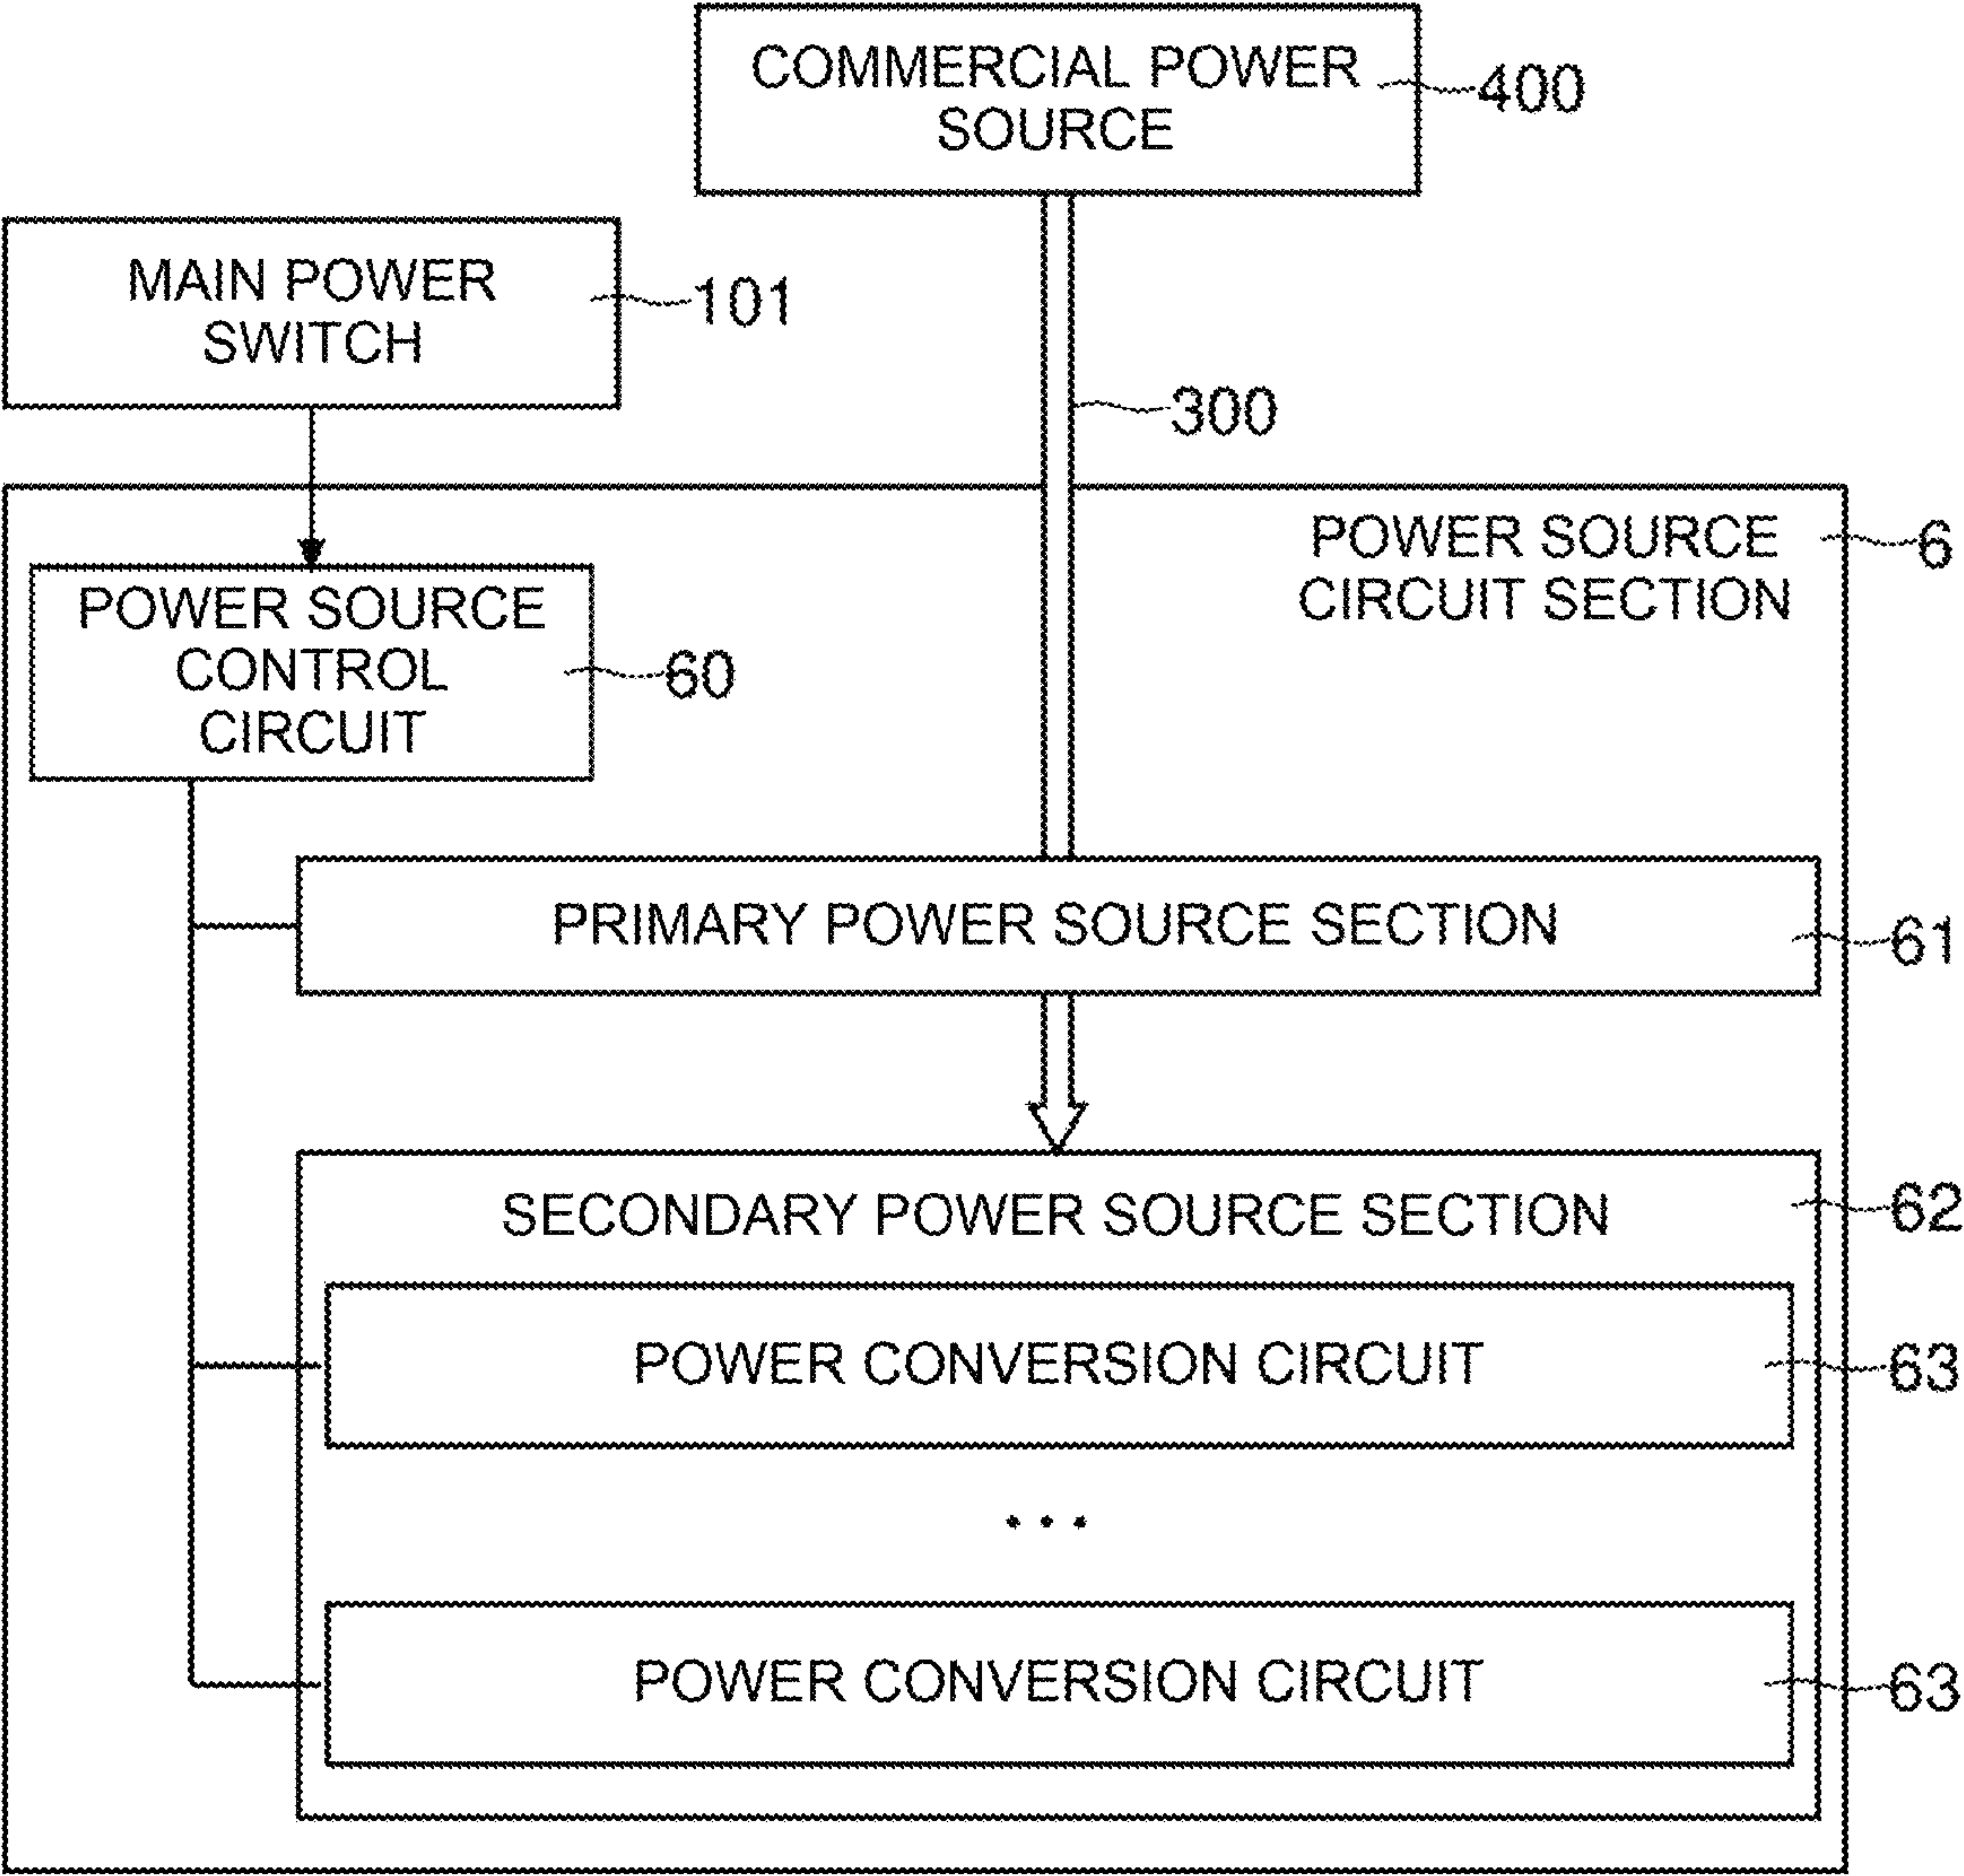 COMMERCIAL POWER
SOURCE
400
MAIN POWER
SWITCH
101
300
POWER SOURCE
CIRCUIT SECTION
6
POWER SOURCE
CONTROL
CIRCUIT
60
PRIMARY POWER SOURCE SECTION
61
SECONDARY POWER SOURCE SECTION
62
POWER CONVERSION CIRCUIT
63
...
POWER CONVERSION CIRCUIT
63